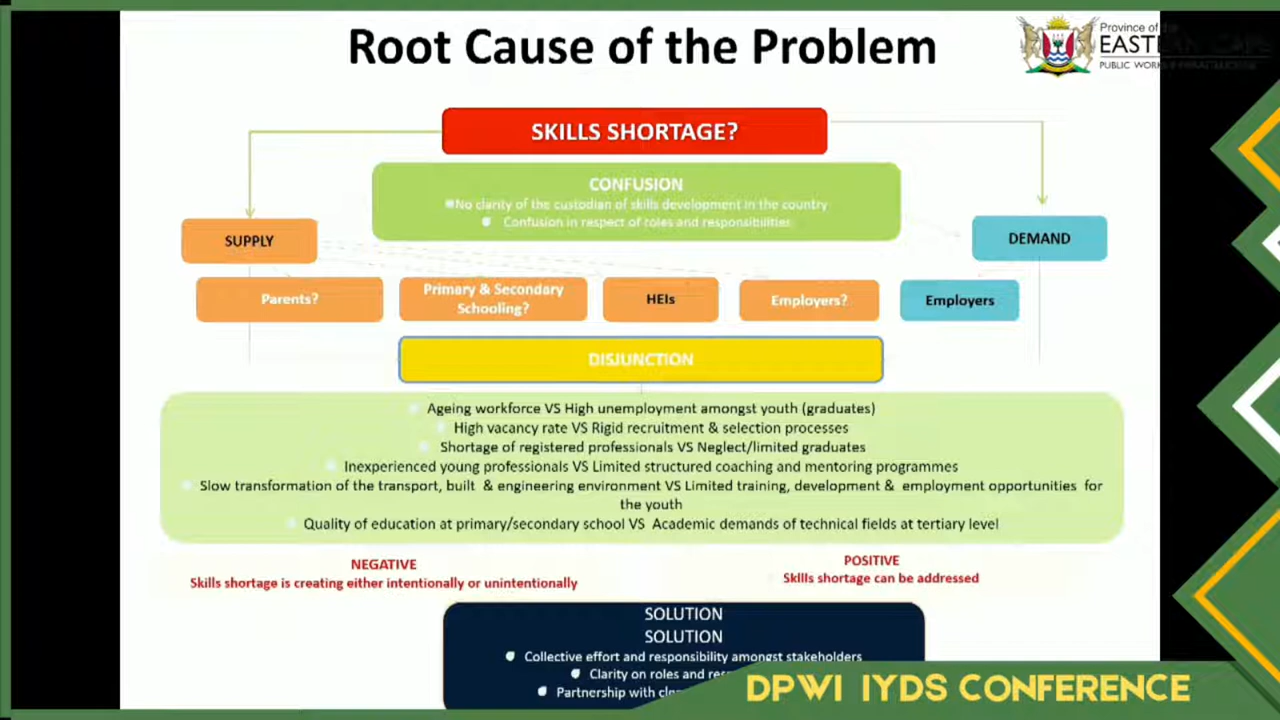 Root Cause of the Problem
Province of the
EASTERN CAPE
PUBLIC WORKS & INFRASTRUCTURE
SKILLS SHORTAGE?
CONFUSION
No clarity of the custodian of skills development in the country
Confusion in respect of roles and responsibilities
SUPPLY
DEMAND
Parents?
Primary & Secondary
Schooling?
HEIs
Employers?
Employers
DISJUNCTION
Ageing workforce VS High unemployment amongst youth (graduates)
High vacancy rate VS Rigid recruitment & selection processes
Shortage of registered professionals VS Neglect/limited graduates
Inexperienced young professionals VS Limited structured coaching and mentoring programmes
Slow transformation of the transport, built & engineering environment VS Limited training, development & employment opportunities for
the youth
Quality of education at primary/secondary school VS Academic demands of technical fields at tertiary level
NEGATIVE
Skills shortage is creating either intentionally or unintentionally
POSITIVE
Skills shortage can be addressed
SOLUTION
SOLUTION
Collective effort and responsibility amongst stakeholders
Clarity on roles and
Partnership with
DPWI IYDS CONFERENCE